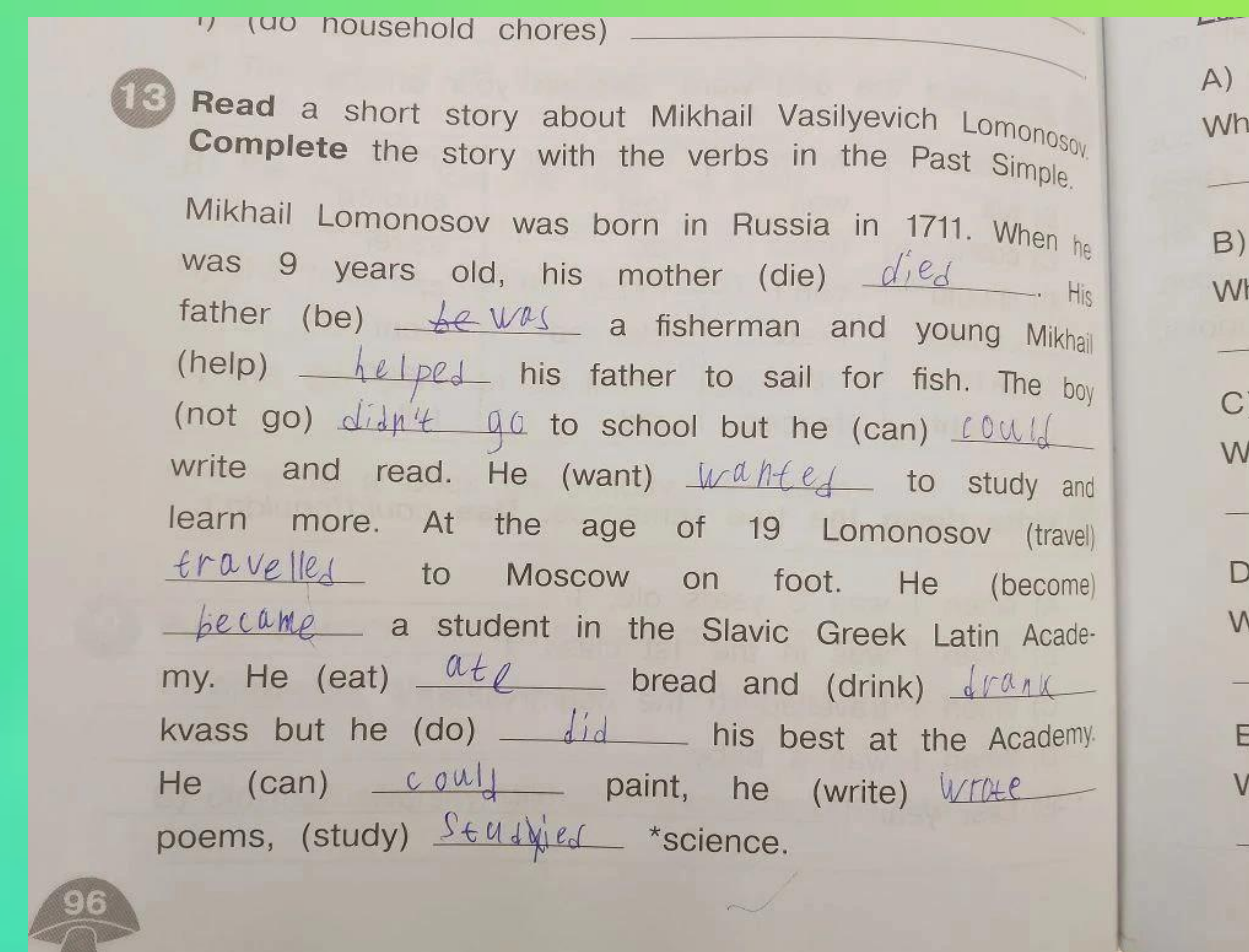 (do household chores)
13 Read a short story about Mikhail Vasilyevich Lomonosov.
Complete the story with the verbs in the Past Simple.
Mikhail Lomonosov was born in Russia in 1711. When he
was 9 years old, his mother (die) died. His
father (be) be was a fisherman and young Mikhail
(help) helped his father to sail for fish. The boy
(not go) didn't go to school but he (can) could
write and read. He (want) wanted to study and
learn more. At the age of 19 Lomonosov (travel)
travelled to Moscow on foot. He (become)
became a student in the Slavic Greek Latin Acade-
my. He (eat) ate bread and (drink) drank
kvass but he (do) did his best at the Academy.
He (can) could paint, he (write) wrote
poems, (study) studied *science.
96
A)
Wh
B)
Wh
C
W
D
W
E